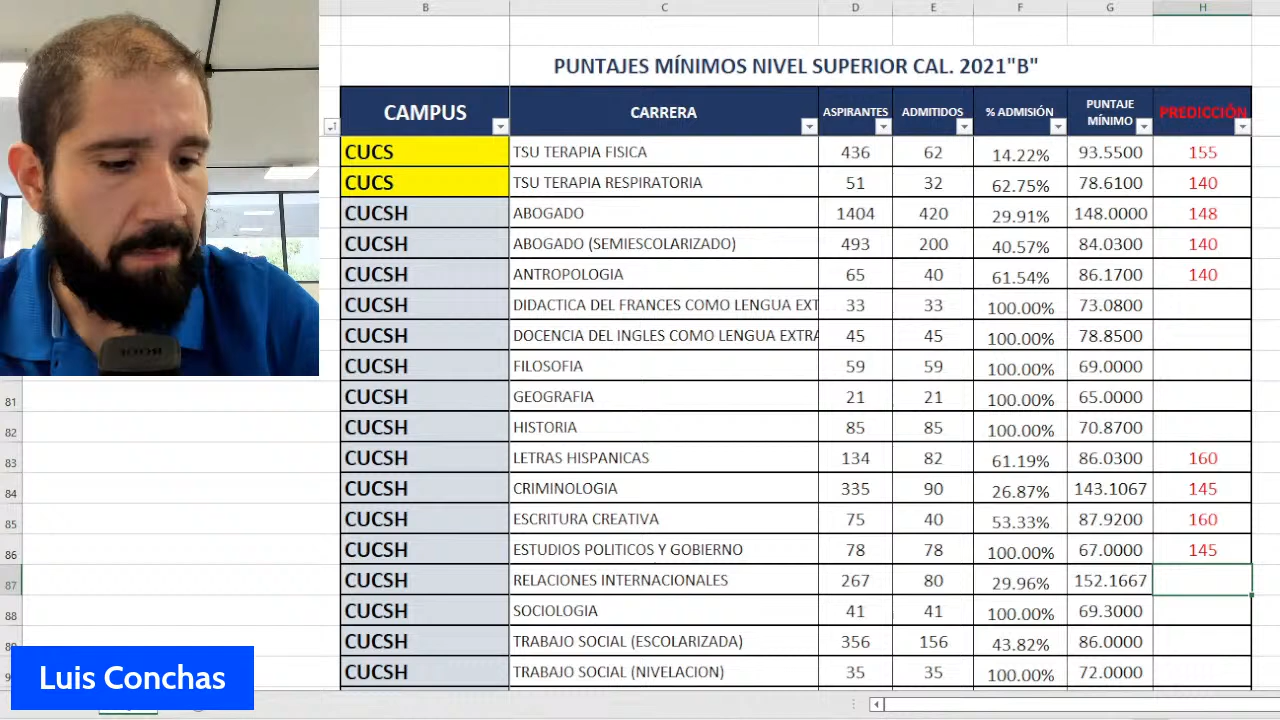 B C D E F G H
PUNTAJES MÍNIMOS NIVEL SUPERIOR CAL. 2021"B"
CAMPUS CARRERA ASPIRANTES ADMITIDOS % ADMISIÓN PUNTAJE MÍNIMO PREDICCIÓN
CUCS TSU TERAPIA FISICA 436 62 14.22% 93.5500 155
CUCS TSU TERAPIA RESPIRATORIA 51 32 62.75% 78.6100 140
CUCSH ABOGADO 1404 420 29.91% 148.0000 148
CUCSH ABOGADO (SEMIESCOLARIZADO) 493 200 40.57% 84.0300 140
CUCSH ANTROPOLOGIA 65 40 61.54% 86.1700 140
CUCSH DIDACTICA DEL FRANCES COMO LENGUA EXT 33 33 100.00% 73.0800
CUCSH DOCENCIA DEL INGLES COMO LENGUA EXTRA 45 45 100.00% 78.8500
CUCSH FILOSOFIA 59 59 100.00% 69.0000
81 CUCSH GEOGRAFIA 21 21 100.00% 65.0000
82 CUCSH HISTORIA 85 85 100.00% 70.8700
83 CUCSH LETRAS HISPANICAS 134 82 61.19% 86.0300 160
84 CUCSH CRIMINOLOGIA 335 90 26.87% 143.1067 145
85 CUCSH ESCRITURA CREATIVA 75 40 53.33% 87.9200 160
86 CUCSH ESTUDIOS POLITICOS Y GOBIERNO 78 78 100.00% 67.0000 145
87 CUCSH RELACIONES INTERNACIONALES 267 80 29.96% 152.1667
88 CUCSH SOCIOLOGIA 41 41 100.00% 69.3000
CUCSH TRABAJO SOCIAL (ESCOLARIZADA) 356 156 43.82% 86.0000
CUCSH TRABAJO SOCIAL (NIVELACION) 35 35 100.00% 72.0000
Luis Conchas